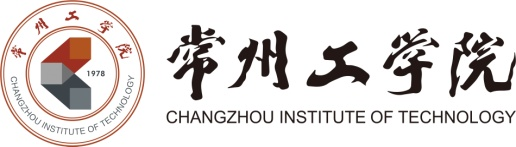 常州工学院
1978
CHANGZHOU INSTITUTE OF TECHNOLOGY
常州工学院
CHANGZHOU INSTITUTE OF TECHNOLOGY